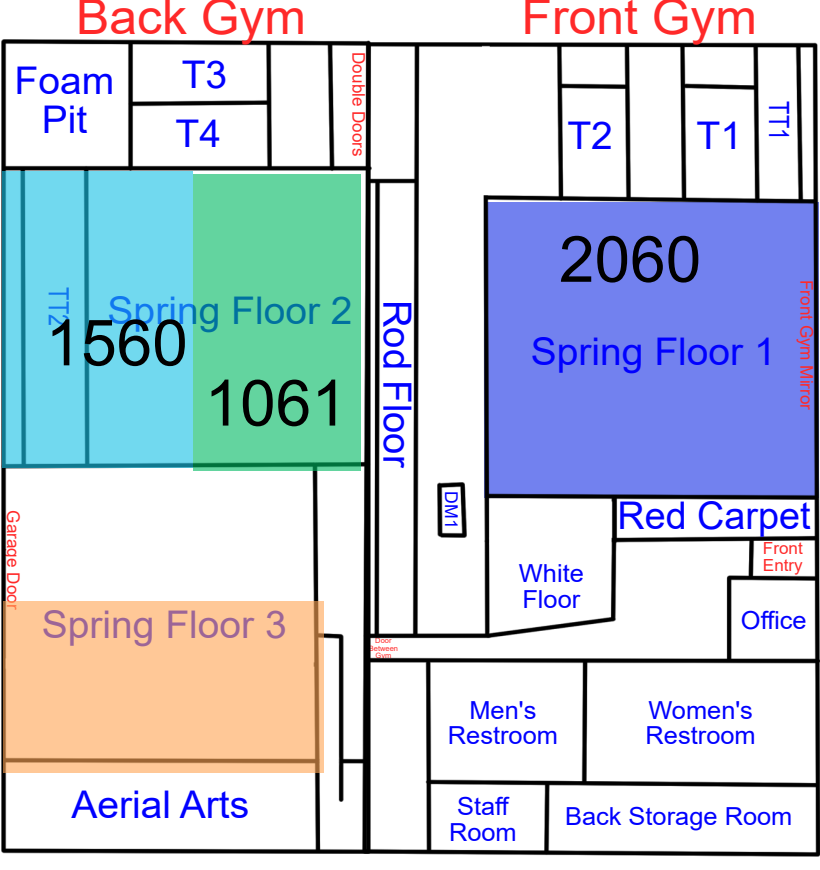 Back Gym
Front Gym
Foam
Pit
T3
T4
Double Doors
T2
T1
TT1
TT2
Spring Floor 2
1560
1061
Rod Floor
2060
Spring Floor 1
Front Gym Mirror
DM1
Red Carpet
Front
Entry
White
Floor
Office
Garage Door
Spring Floor 3
Door
Between
Gym
Men's
Restroom
Women's
Restroom
Aerial Arts
Staff
Room
Back Storage Room